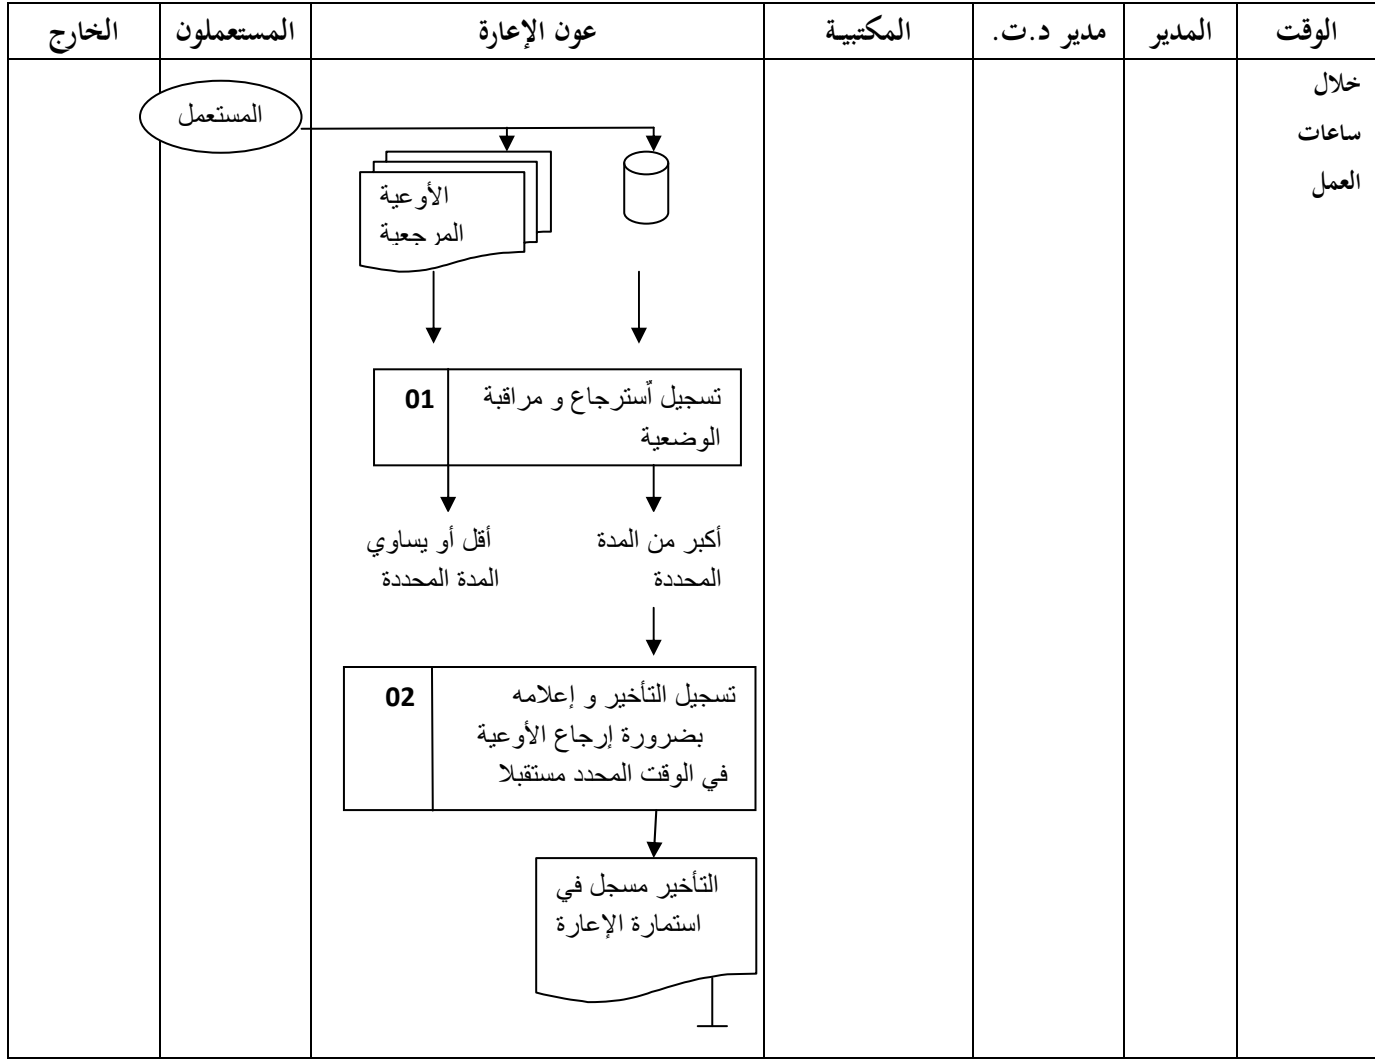 الوقت
المدير
مدير د.ت.
المكتبية
عون الإعارة
المستعملون
الخارج
خلال
ساعات
العمل
المستعمل
الأوعية
المرجعية
تسجيل اٌسترجاع و مراقبة
الوضعية
01
أكبر من المدة
المحددة
أقل أو يساوي
المدة المحددة
تسجيل التأخير و إعلامه
بضرورة إرجاع الأوعية
في الوقت المحدد مستقبلا
02
التأخير مسجل في
استمارة الإعارة